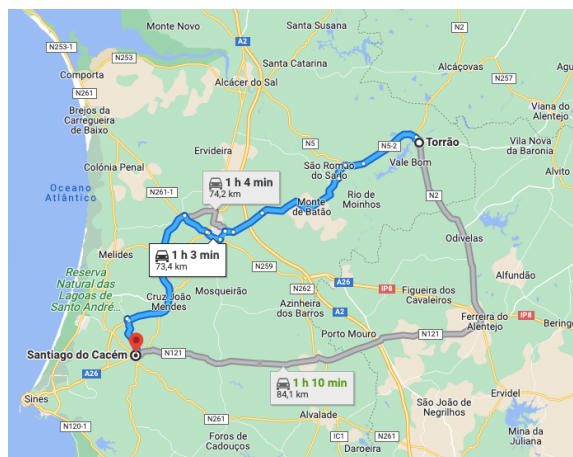 Monte Novo
Santa Susana
N2
N253-1
A2
N5-2
N253
Santa Catarina
Comporta
Alcáçovas
N261
Alcácer do Sal
N257
Brejos da
Carregueira
de Baixo
Viana do
Alentejo
N5
Torrão
Ervideira
São Romão
do Sado
Vale Bom
Vila Nova
da Baronia
Colónia Penal
Alvito
Oceano
Atlântico
N261-1
1 h 4 min
74,2 km
Rio de
Moinhos
N2
Monte
de Batão
Odivelas
1 h 3 min
73,4 km
Melides
N259
Alfundão
Reserva
Natural das
Lagoas de
Santo André...
Mosqueirão
N262
A26
IP8
Cruz João
Mendes
Azinheira
dos Barros
Figueira dos
Cavaleiros
A2
Ferreira do
Alentejo
IP8
Beringe
Porto Mouro
N121
Santiago do Cacém
N121
A26
1 h 10 min
84,1 km
Sines
Ervidel
São João de
Negrilhos
N120-1
N261
Alvalade
Mina da
Juliana
Foros de
Cadouços
IC1
N261
Daroeira